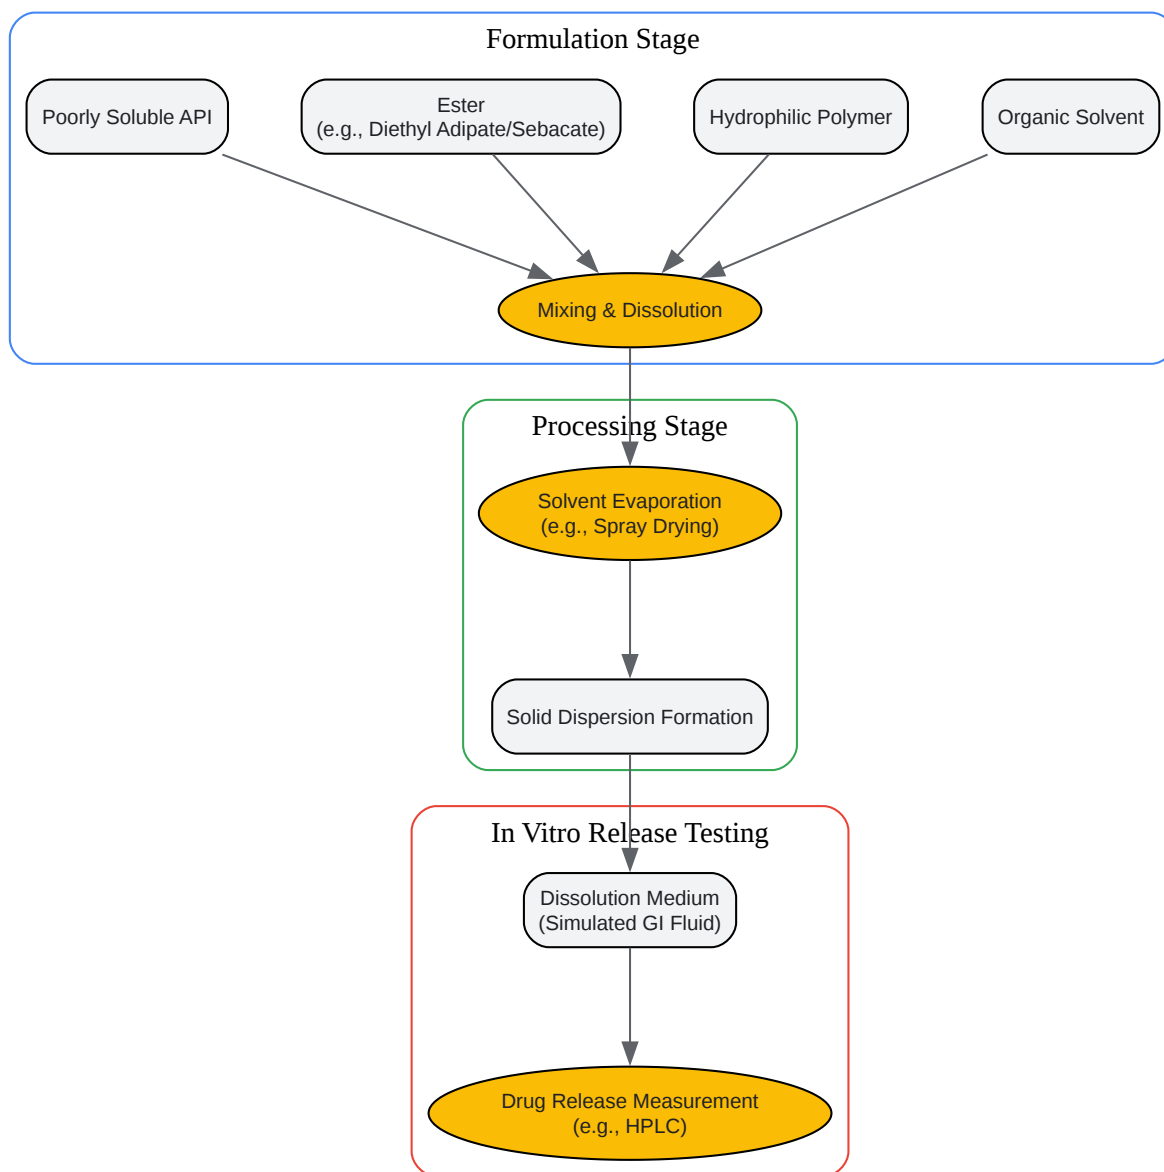 Formulation Stage
Poorly Soluble API
Ester
(e.g., Diethyl Adipate/Sebacate)
Hydrophilic Polymer
Organic Solvent
Mixing & Dissolution
Processing Stage
Solvent Evaporation
(e.g., Spray Drying)
Solid Dispersion Formation
In Vitro Release Testing
Dissolution Medium
(Simulated GI Fluid)
Drug Release Measurement
(e.g., HPLC)